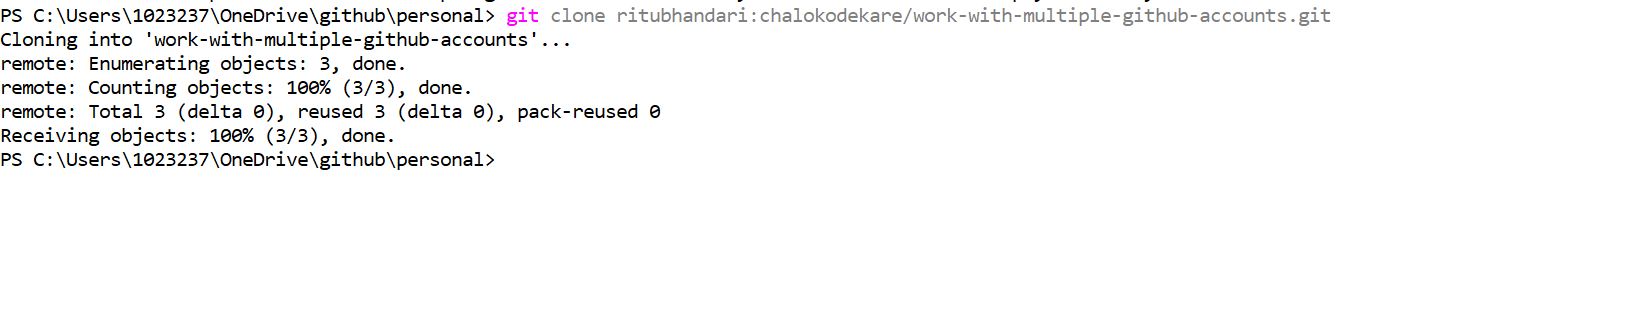 PS C:\Users\1023237\OneDrive\github\personal> git clone ritubhandari:chalokodekare/work-with-multiple-github-accounts.git
Cloning into 'work-with-multiple-github-accounts'...
remote: Enumerating objects: 3, done.
remote: Counting objects: 100% (3/3), done.
remote: Total 3 (delta 0), reused 3 (delta 0), pack-reused 0
Receiving objects: 100% (3/3), done.
PS C:\Users\1023237\OneDrive\github\personal>